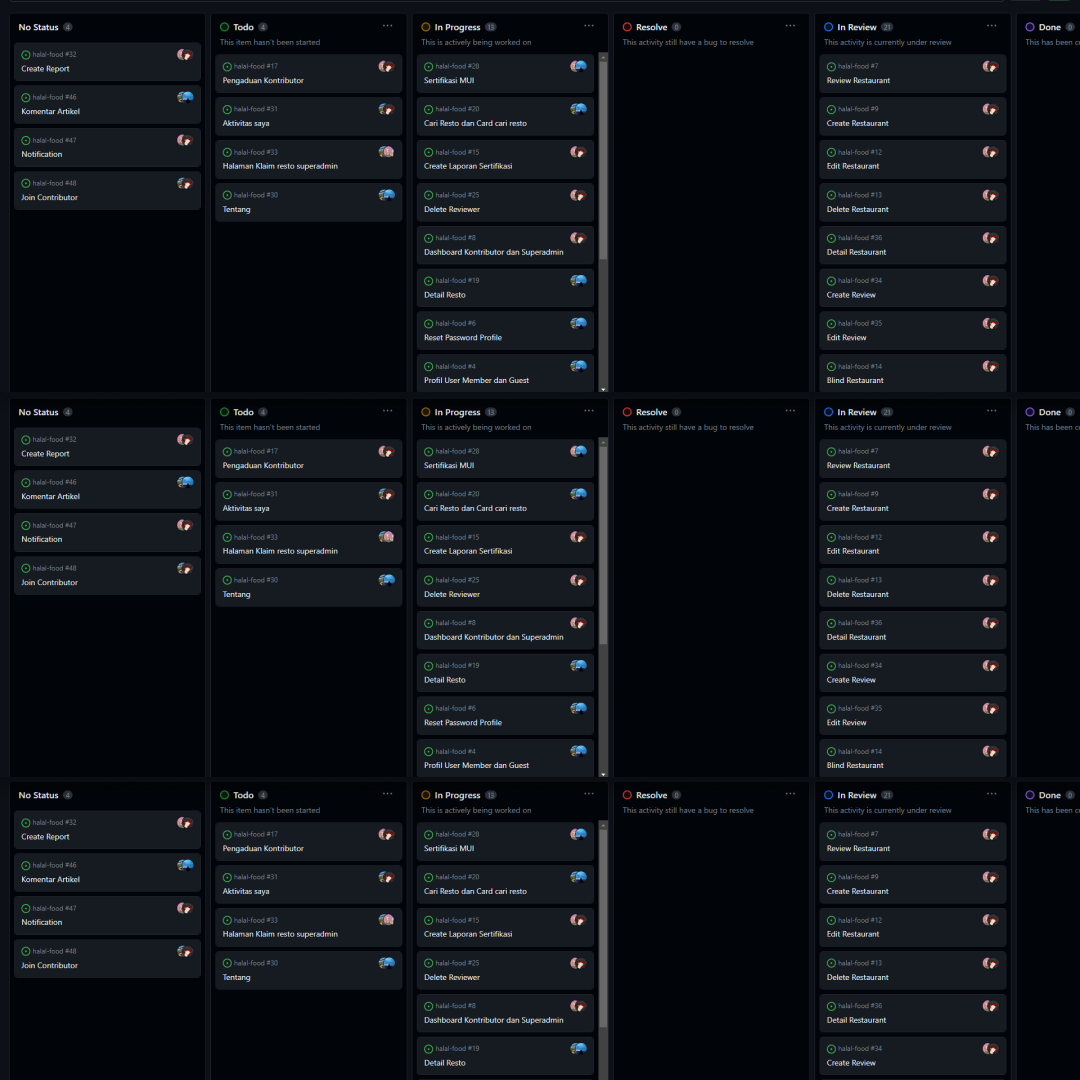 No Status 4
halal-food #32
Create Report
halal-food #46
Komentar Artikel
halal-food #47
Notification
halal-food #48
Join Contributor
Todo 4
This item hasn't been started
halal-food #17
Pengaduan Kontributor
halal-food #31
Aktivitas saya
halal-food #33
Halaman Klaim resto superadmin
halal-food #30
Tentang
In Progress 13
This is actively being worked on
halal-food #28
Sertifikasi MUI
halal-food #20
Cari Resto dan Card cari resto
halal-food #15
Create Laporan Sertifikasi
halal-food #25
Delete Reviewer
halal-food #8
Dashboard Kontributor dan Superadmin
halal-food #19
Detail Resto
halal-food #6
Reset Password Profile
halal-food #4
Profil User Member dan Guest
Resolve 0
This activity still have a bug to resolve
In Review 21
This activity is currently under review
halal-food #7
Review Restaurant
halal-food #9
Create Restaurant
halal-food #12
Edit Restaurant
halal-food #13
Delete Restaurant
halal-food #36
Detail Restaurant
halal-food #34
Create Review
halal-food #35
Edit Review
halal-food #14
Blind Restaurant
Done 0
This has been c
No Status 4
halal-food #32
Create Report
halal-food #46
Komentar Artikel
halal-food #47
Notification
halal-food #48
Join Contributor
Todo 4
This item hasn't been started
halal-food #17
Pengaduan Kontributor
halal-food #31
Aktivitas saya
halal-food #33
Halaman Klaim resto superadmin
halal-food #30
Tentang
In Progress 13
This is actively being worked on
halal-food #28
Sertifikasi MUI
halal-food #20
Cari Resto dan Card cari resto
halal-food #15
Create Laporan Sertifikasi
halal-food #25
Delete Reviewer
halal-food #8
Dashboard Kontributor dan Superadmin
halal-food #19
Detail Resto
halal-food #6
Reset Password Profile
halal-food #4
Profil User Member dan Guest
Resolve 0
This activity still have a bug to resolve
In Review 21
This activity is currently under review
halal-food #7
Review Restaurant
halal-food #9
Create Restaurant
halal-food #12
Edit Restaurant
halal-food #13
Delete Restaurant
halal-food #36
Detail Restaurant
halal-food #34
Create Review
halal-food #35
Edit Review
halal-food #14
Blind Restaurant
Done 0
This has been c
No Status 4
halal-food #32
Create Report
halal-food #46
Komentar Artikel
halal-food #47
Notification
halal-food #48
Join Contributor
Todo 4
This item hasn't been started
halal-food #17
Pengaduan Kontributor
halal-food #31
Aktivitas saya
halal-food #33
Halaman Klaim resto superadmin
halal-food #30
Tentang
In Progress 13
This is actively being worked on
halal-food #28
Sertifikasi MUI
halal-food #20
Cari Resto dan Card cari resto
halal-food #15
Create Laporan Sertifikasi
halal-food #25
Delete Reviewer
halal-food #8
Dashboard Kontributor dan Superadmin
halal-food #19
Detail Resto
Resolve 0
This activity still have a bug to resolve
In Review 21
This activity is currently under review
halal-food #7
Review Restaurant
halal-food #9
Create Restaurant
halal-food #12
Edit Restaurant
halal-food #13
Delete Restaurant
halal-food #36
Detail Restaurant
halal-food #34
Create Review
Done 0
This has been c